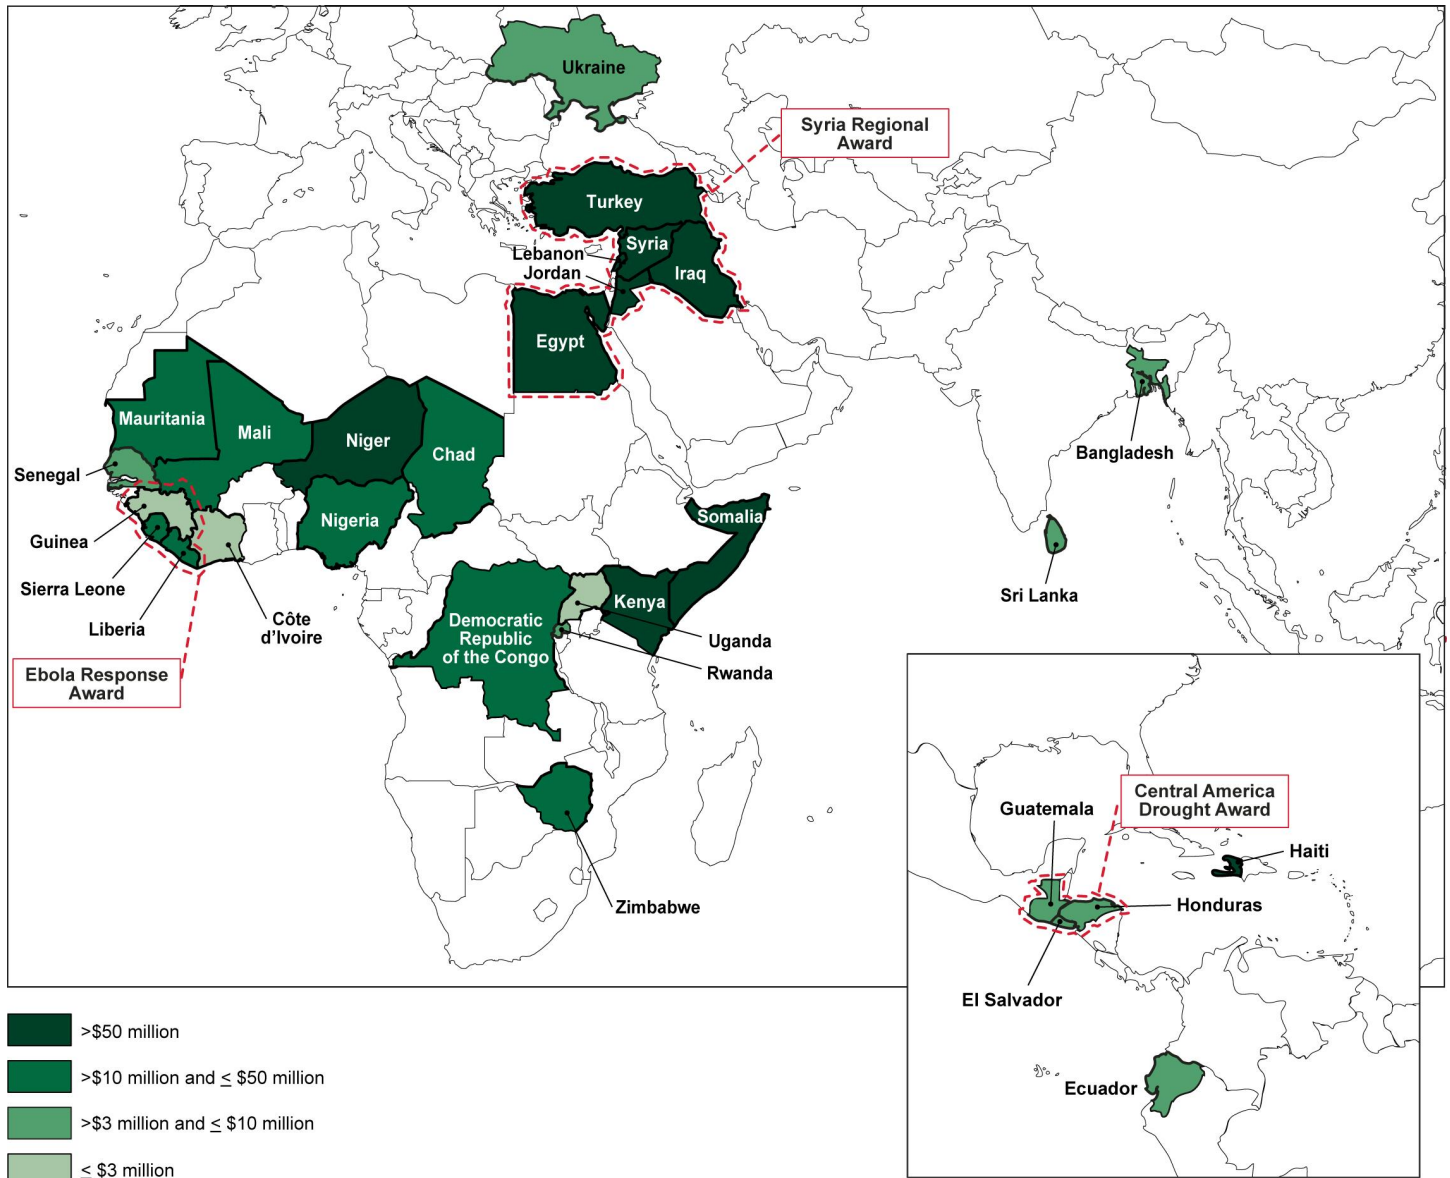 Ukraine
Syria Regional
Award
Turkey
Syria
Lebanon
Jordan
Iraq
Egypt
Mauritania
Mali
Niger
Chad
Senegal
Nigeria
Somalia
Guinea
Sierra Leone
Liberia
Côte
d'Ivoire
Ebola Response
Award
Democratic
Republic
of the Congo
Kenya
Uganda
Rwanda
Zimbabwe
Bangladesh
Sri Lanka
Central America
Drought Award
Guatemala
Haiti
Honduras
El Salvador
Ecuador
>$50 million
>$10 million and ≤ $50 million
>$3 million and ≤ $10 million
≤ $3 million